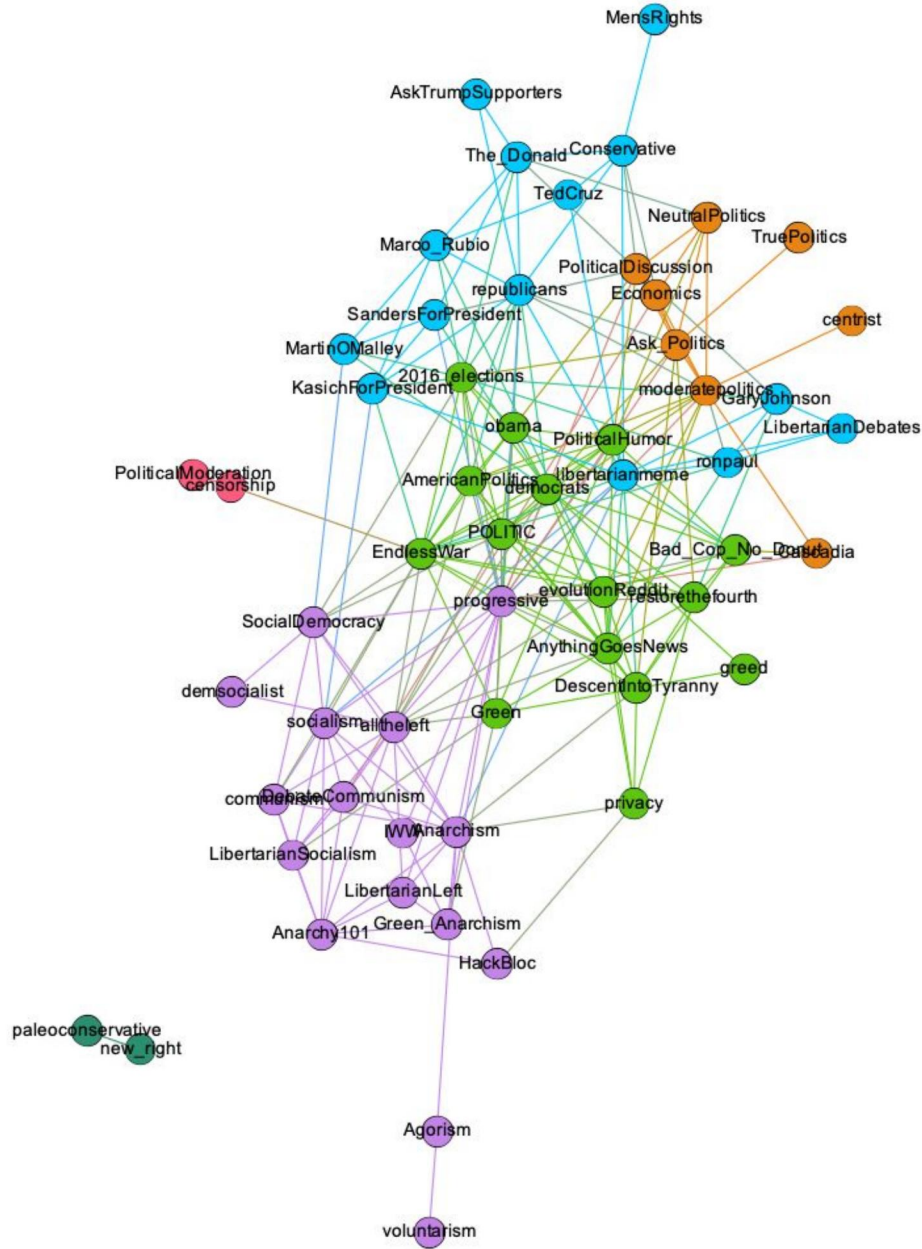 MensRights
AskTrumpSupporters
Conservative
The_Donald
TedCruz
NeutralPolitics
TruePolitics
Marco_Rubio
PoliticalDiscussion
republicans
Economics
SandersForPresident
centrist
MartinOMalley
Ask_Politics
2016_elections
KasichForPresident
moderatepolitics
GaryJohnson
obama
PoliticalHumor
LibertarianDebates
PoliticalModeration
censorship
AmericanPolitics
democrats
libertarianmeme
ronpaul
POLITIC
EndlessWar
Bad_Cop_No_Donut
Cascadia
progressive
evolutionReddit
restorethefourth
SocialDemocracy
AnythingGoesNews
greed
demsocialist
DescentIntoTyranny
socialism
alltheleft
Green
communism
DebateCommunism
privacy
IWW
Anarchism
LibertarianSocialism
LibertarianLeft
Green_Anarchism
Anarchy101
HackBloc
paleoconservative
new_right
Agorism
voluntarism